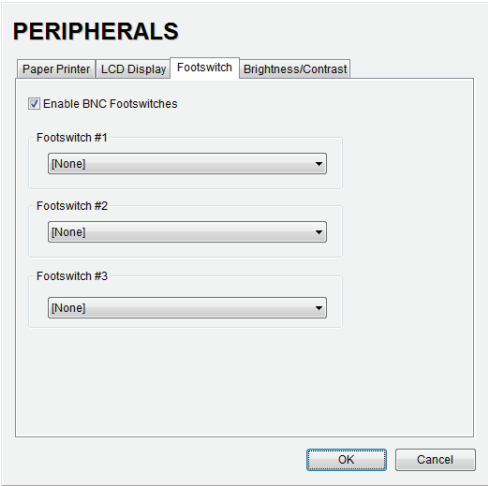 PERIPHERALS
Paper Printer LCD Display Footswitch Brightness/Contrast
Enable BNC Footswitches
Footswitch #1
[None]
Footswitch #2
[None]
Footswitch #3
[None]
OK Cancel